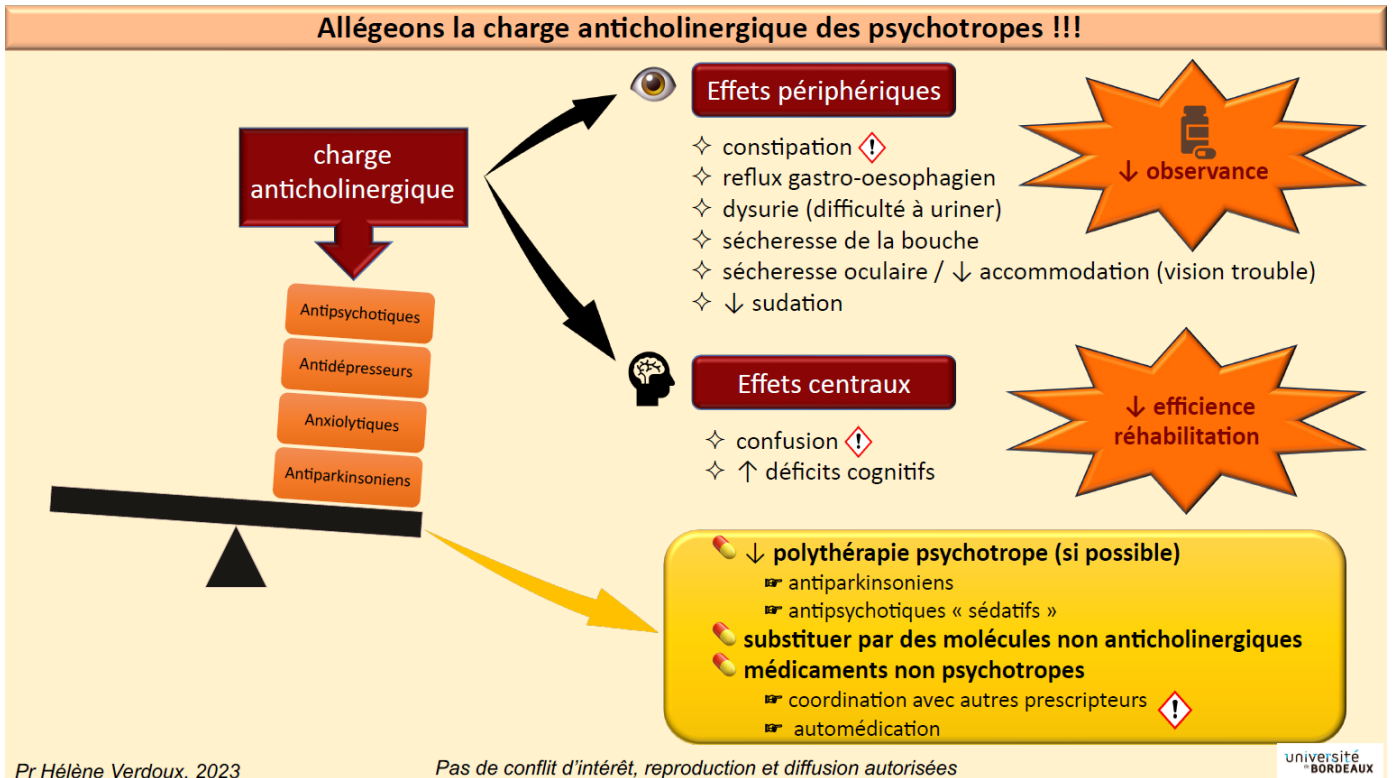 Allégeons la charge anticholinergique des psychotropes !!!
charge
anticholinergique
Antipsychotiques
Antidépresseurs
Anxiolytiques
Antiparkinsoniens
Effets périphériques
✧ constipation
✧ reflux gastro-oesophagien
✧ dysurie (difficulté à uriner)
✧ sécheresse de la bouche
✧ sécheresse oculaire / ↓ accommodation (vision trouble)
✧ ↓ sudation
↓ observance
Effets centraux
✧ confusion
✧ ↑ déficits cognitifs
↓ efficience
réhabilitation
↓ polythérapie psychotrope (si possible)
☞ antiparkinsoniens
☞ antipsychotiques « sédatifs »
substituer par des molécules non anticholinergiques
médicaments non psychotropes
☞ coordination avec autres prescripteurs
☞ automédication
Pr Hélène Verdoux, 2023
Pas de conflit d’intérêt, reproduction et diffusion autorisées
université
de BORDEAUX